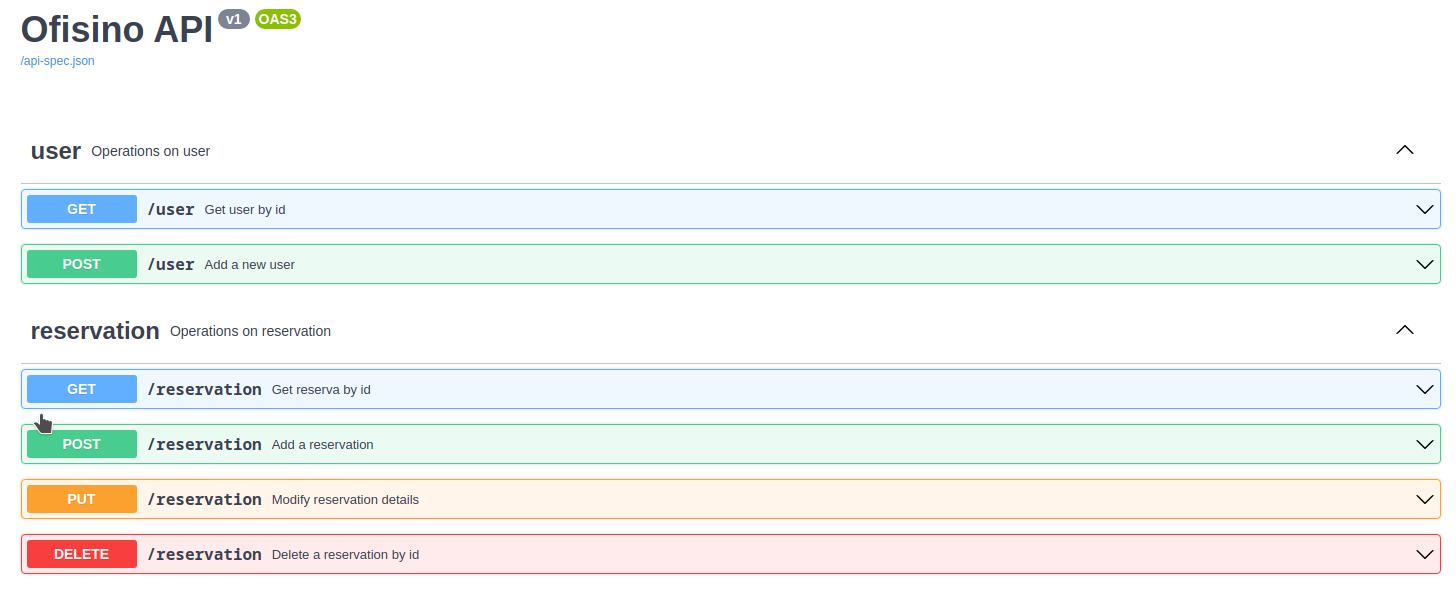 Ofisino API v1 OAS3
/api-spec.json
user Operations on user
GET /user Get user by id
POST /user Add a new user
reservation Operations on reservation
GET /reservation Get reserva by id
POST /reservation Add a reservation
PUT /reservation Modify reservation details
DELETE /reservation Delete a reservation by id